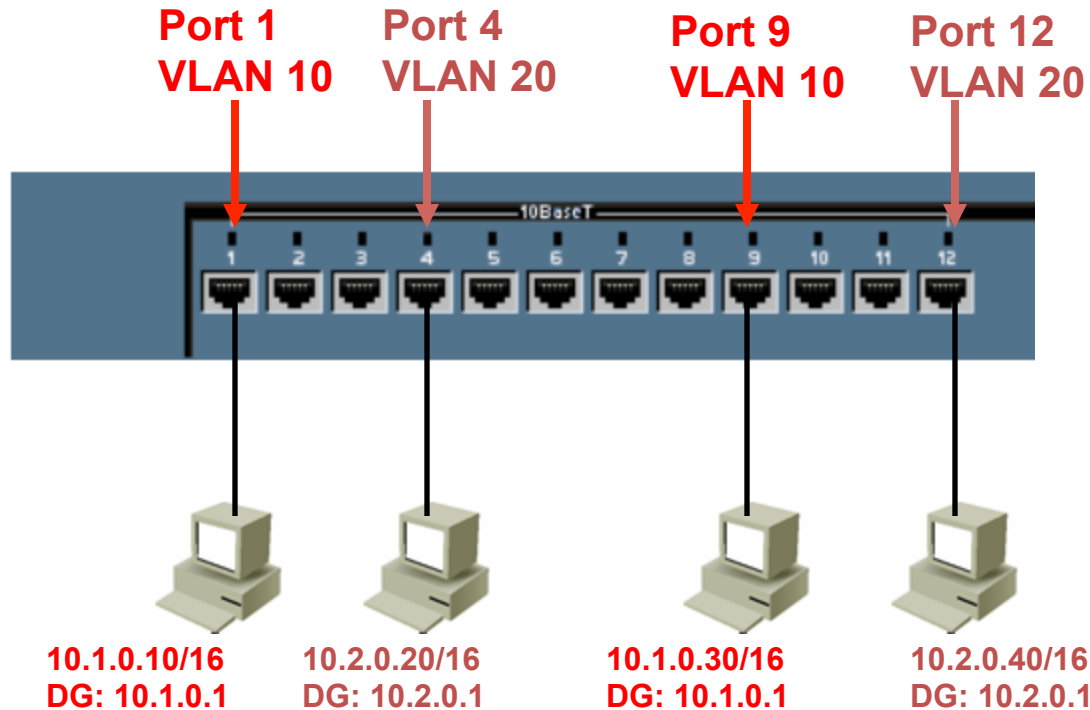 Port 1
VLAN 10
Port 4
VLAN 20
Port 9
VLAN 10
Port 12
VLAN 20
10BaseT
1 2 3 4 5 6 7 8 9 10 11 12
10.1.0.10/16
DG: 10.1.0.1
10.2.0.20/16
DG: 10.2.0.1
10.1.0.30/16
DG: 10.1.0.1
10.2.0.40/16
DG: 10.2.0.1